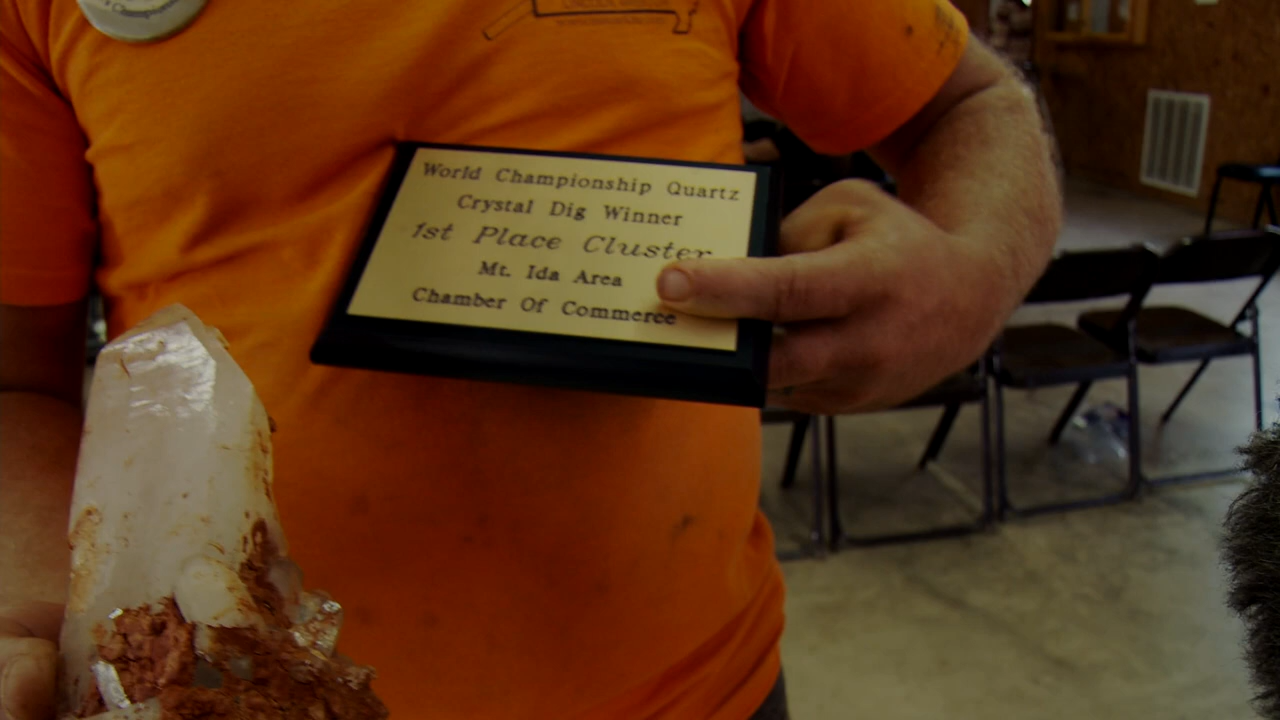 World Championship Quartz
Crystal Dig Winner
1st Place Cluster
Mt. Ida Area
Chamber Of Commerce